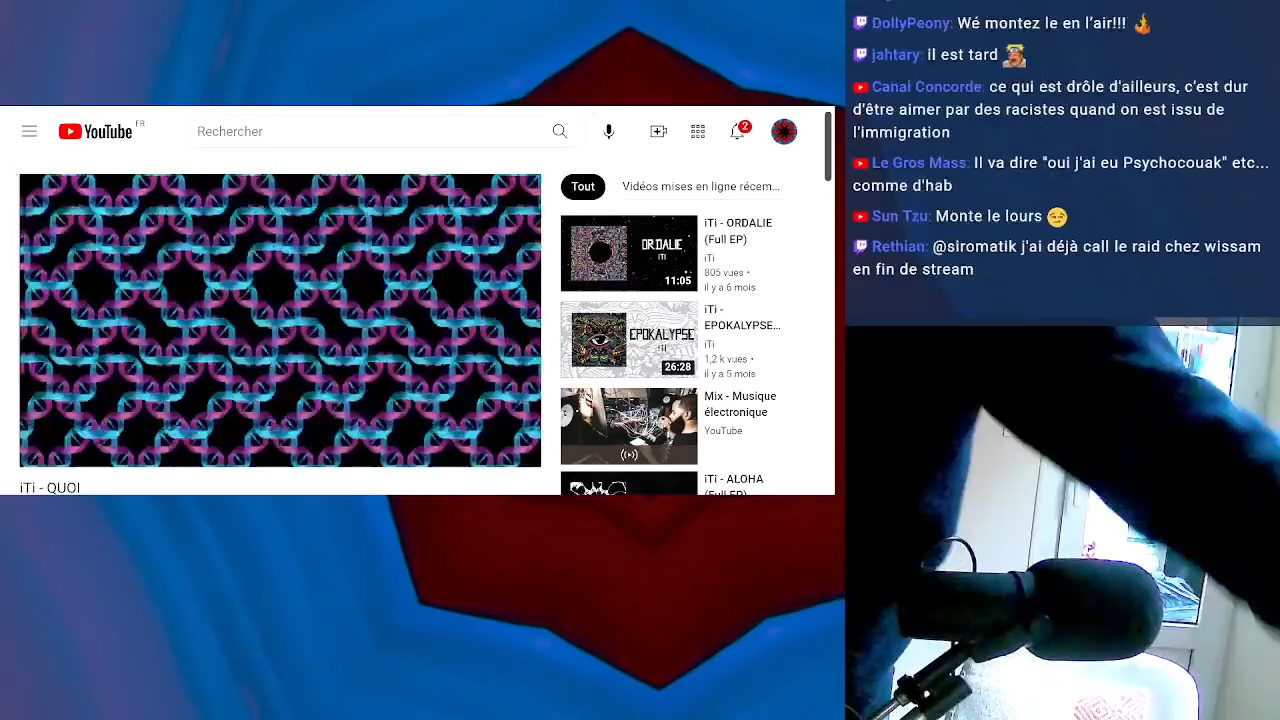 YouTube FR
Rechercher
2
iTi - QUOI
Tout
Vidéos mises en ligne récem...
ORDALIE
iTi
11:05
iTi - ORDALIE
(Full EP)
iTi
805 vues •
il y a 6 mois
EPOKALYPSE
iTi
26:28
iTi -
EPOKALYPSE...
iTi
1,2 k vues •
il y a 5 mois
Mix - Musique
électronique
YouTube
iTi - ALOHA
(Full EP)
DollyPeony: Wé montez le en l’air!!!
jahtary: il est tard
Canal Concorde: ce qui est drôle d'ailleurs, c'est dur
d'être aimer par des racistes quand on est issu de
l'immigration
Le Gros Mass: Il va dire "oui j'ai eu Psychocouak" etc...
comme d'hab
Sun Tzu: Monte le lours
Rethian: @siromatik j'ai déjà call le raid chez wissam
en fin de stream